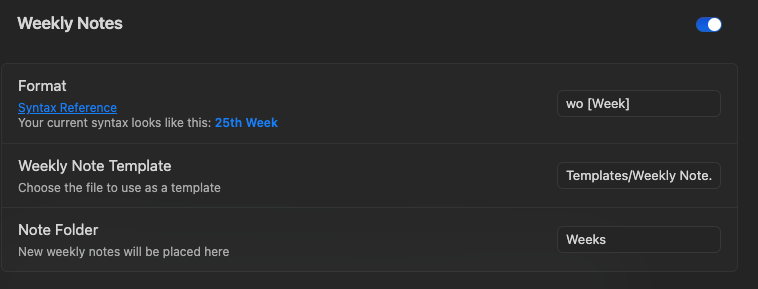 Weekly Notes
Format
Syntax Reference
Your current syntax looks like this: 25th Week
wo [Week]
Weekly Note Template
Choose the file to use as a template
Templates/Weekly Note.
Note Folder
New weekly notes will be placed here
Weeks